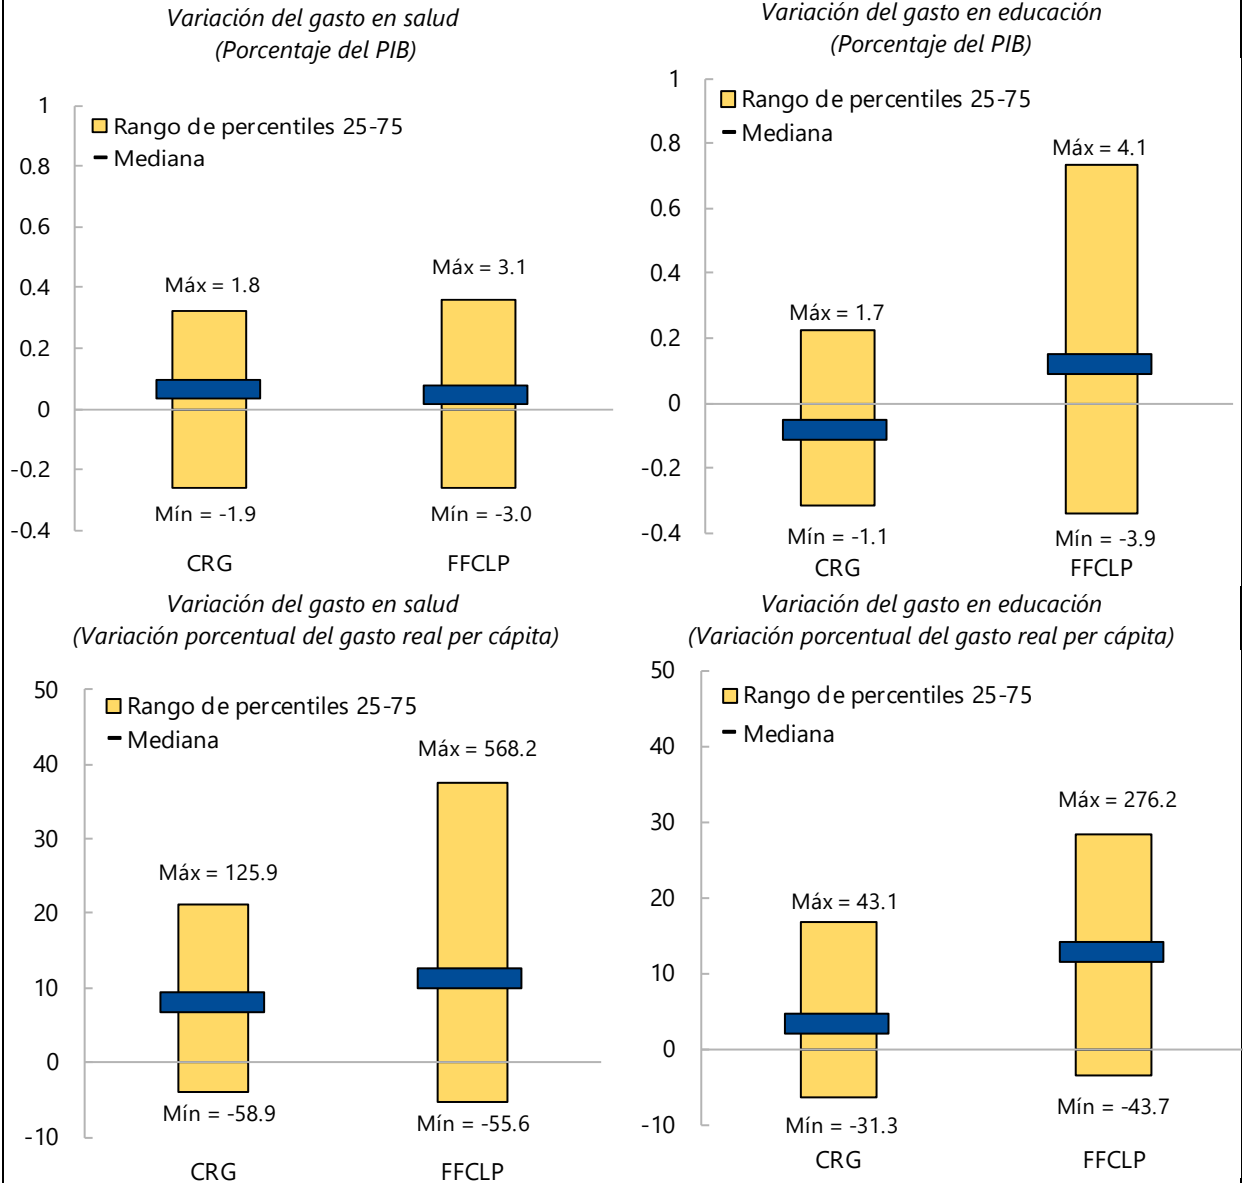 Variación del gasto en salud
(Porcentaje del PIB)
1
0.8
0.6
0.4
0.2
0
-0.2
-0.4
Rango de percentiles 25-75
Mediana
Máx = 1.8
Máx = 3.1
Mín = -1.9
Mín = -3.0
CRG
FFCLP
Variación del gasto en educación
(Porcentaje del PIB)
1
0.8
0.6
0.4
0.2
0
-0.2
-0.4
Rango de percentiles 25-75
Mediana
Máx = 4.1
Máx = 1.7
Mín = -1.1
Mín = -3.9
CRG
FFCLP
Variación del gasto en salud
(Variación porcentual del gasto real per cápita)
50
40
30
20
10
0
-10
Rango de percentiles 25-75
Mediana
Máx = 568.2
Máx = 125.9
Mín = -58.9
Mín = -55.6
CRG
FFCLP
Variación del gasto en educación
(Variación porcentual del gasto real per cápita)
50
40
30
20
10
0
-10
Rango de percentiles 25-75
Mediana
Máx = 276.2
Máx = 43.1
Mín = -31.3
Mín = -43.7
CRG
FFCLP